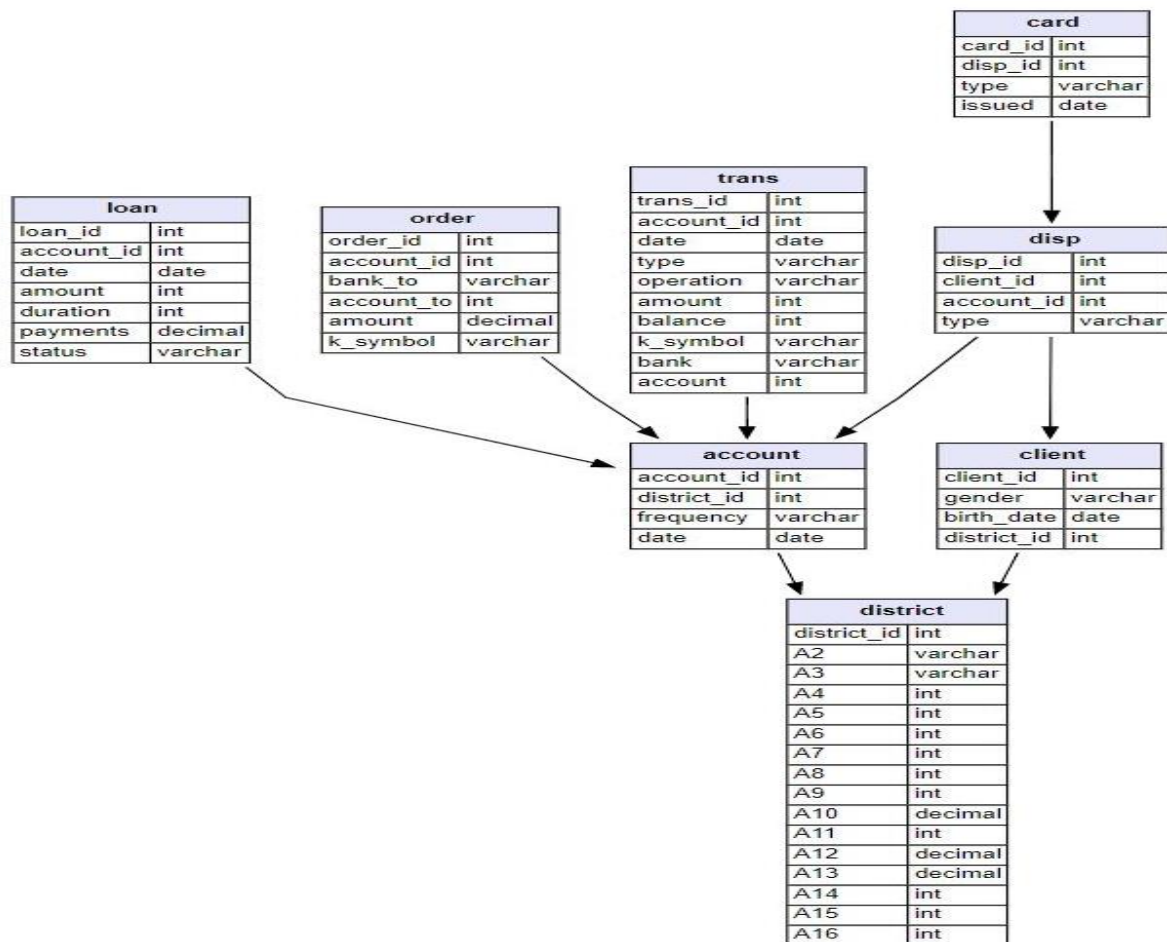 card
card_id int
disp_id int
type varchar
issued date
trans
trans_id int
account_id int
date date
type varchar
operation varchar
amount int
balance int
k_symbol varchar
bank varchar
account int
loan
loan_id int
account_id int
date date
amount int
duration int
payments decimal
status varchar
order
order_id int
account_id int
bank_to varchar
account_to int
amount decimal
k_symbol varchar
disp
disp_id int
client_id int
account_id int
type varchar
account
account_id int
district_id int
frequency varchar
date date
client
client_id int
gender varchar
birth_date date
district_id int
district
district_id int
A2 varchar
A3 varchar
A4 int
A5 int
A6 int
A7 int
A8 int
A9 int
A10 decimal
A11 int
A12 decimal
A13 decimal
A14 int
A15 int
A16 int